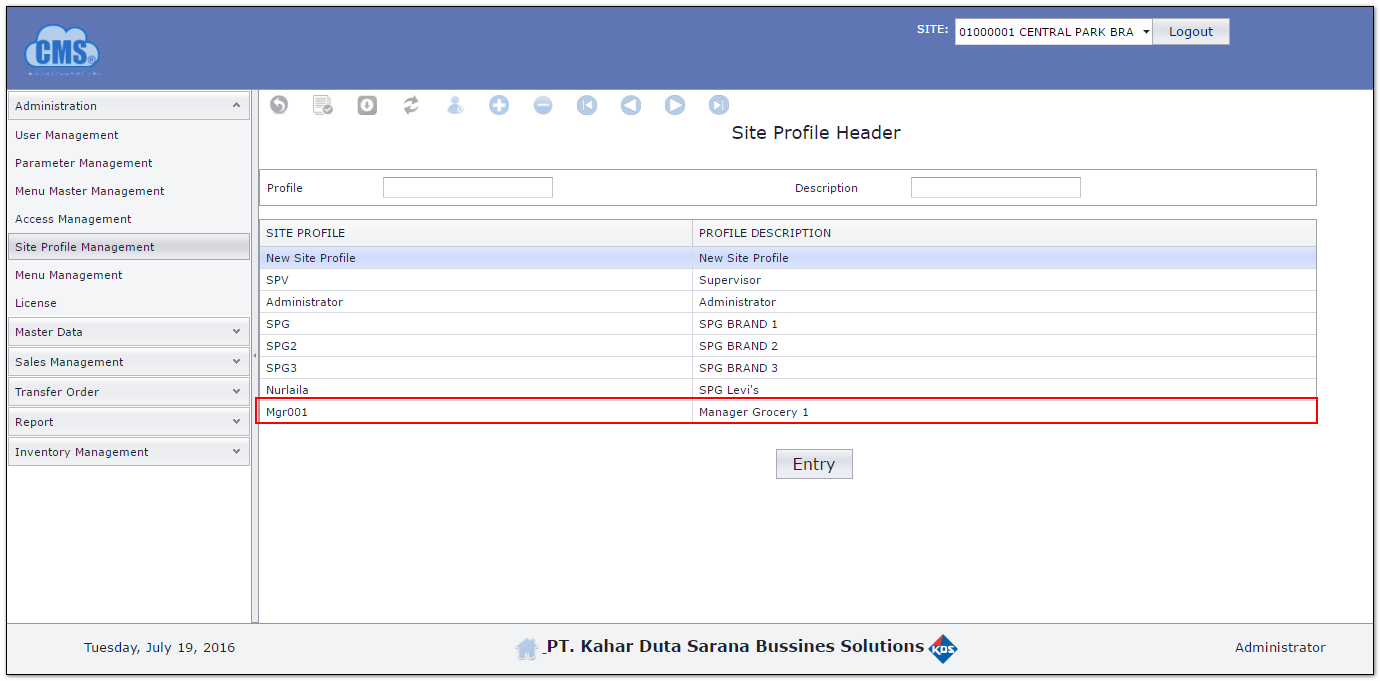 CMS®
SITE: 01000001 CENTRAL PARK BRA Logout
Administration
User Management
Parameter Management
Menu Master Management
Access Management
Site Profile Management
Menu Management
License
Master Data
Sales Management
Transfer Order
Report
Inventory Management
Site Profile Header
Profile Description
SITE PROFILE PROFILE DESCRIPTION
New Site Profile New Site Profile
SPV Supervisor
Administrator Administrator
SPG SPG BRAND 1
SPG2 SPG BRAND 2
SPG3 SPG BRAND 3
Nurlaila SPG Levi's
Mgr001 Manager Grocery 1
Entry
Tuesday, July 19, 2016 PT. Kahar Duta Sarana Bussines Solutions KDS Administrator